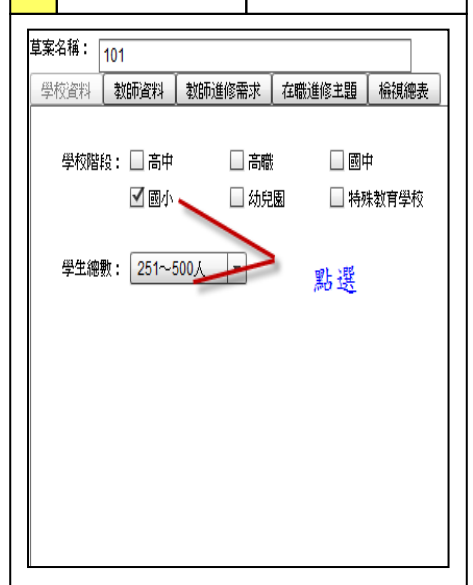 草案名稱： 101
學校資料 教師資料 教師進修需求 在職進修主題 檢視總表
學校階段： 高中 高職 國中
國小 幼兒園 特殊教育學校
學生總數： 251～500人
點選